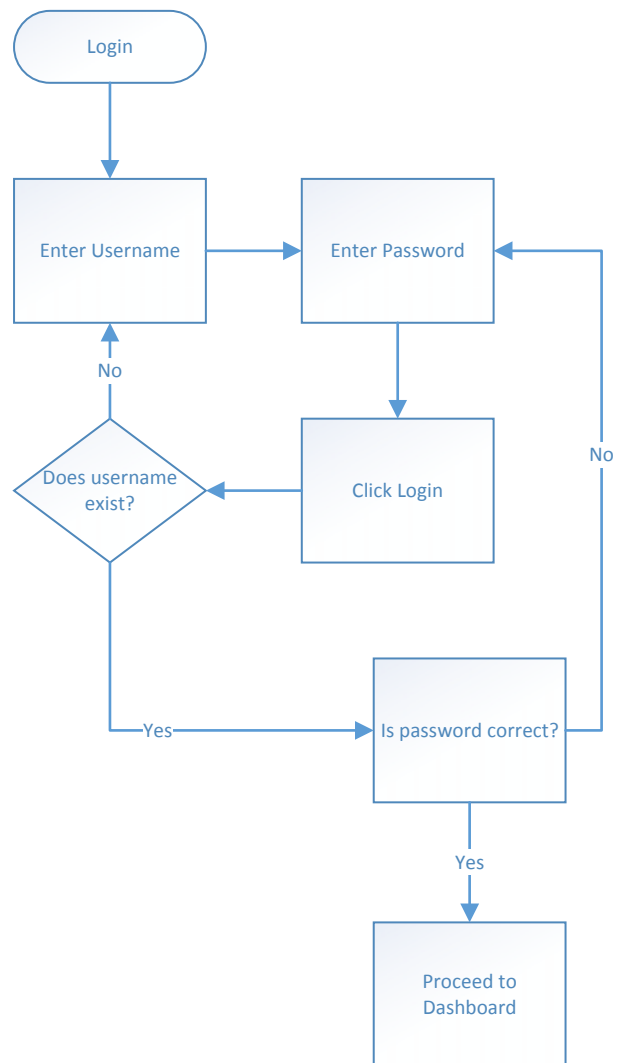 Login
Enter Username
Enter Password
No
No
Does username
exist?
Click Login
Yes
Is password correct?
Yes
Proceed to
Dashboard